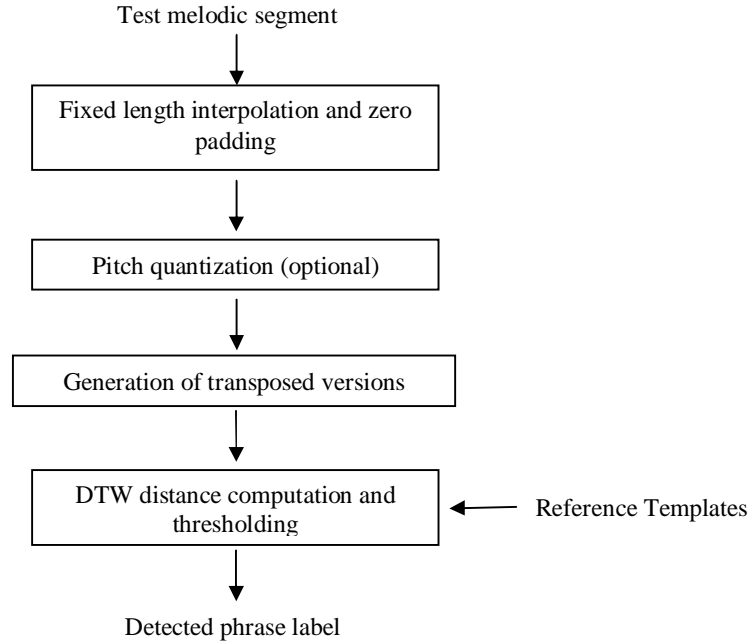 Test melodic segment
Fixed length interpolation and zero
padding
Pitch quantization (optional)
Generation of transposed versions
DTW distance computation and
thresholding
Reference Templates
Detected phrase label